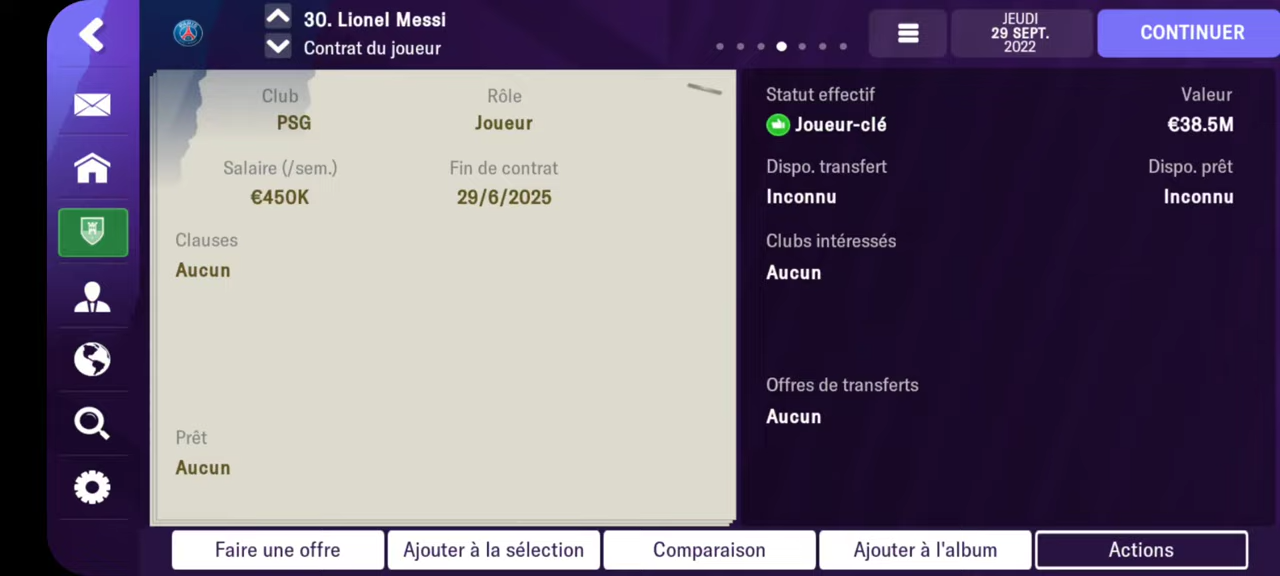 30. Lionel Messi
Contrat du joueur
JEUDI
29 SEPT.
2022
CONTINUER
Club
PSG
Rôle
Joueur
Salaire (/sem.)
€450K
Fin de contrat
29/6/2025
Clauses
Aucun
Prêt
Aucun
Statut effectif
Joueur-clé
Valeur
€38.5M
Dispo. transfert
Inconnu
Dispo. prêt
Inconnu
Clubs intéressés
Aucun
Offres de transferts
Aucun
Faire une offre
Ajouter à la sélection
Comparaison
Ajouter à l'album
Actions